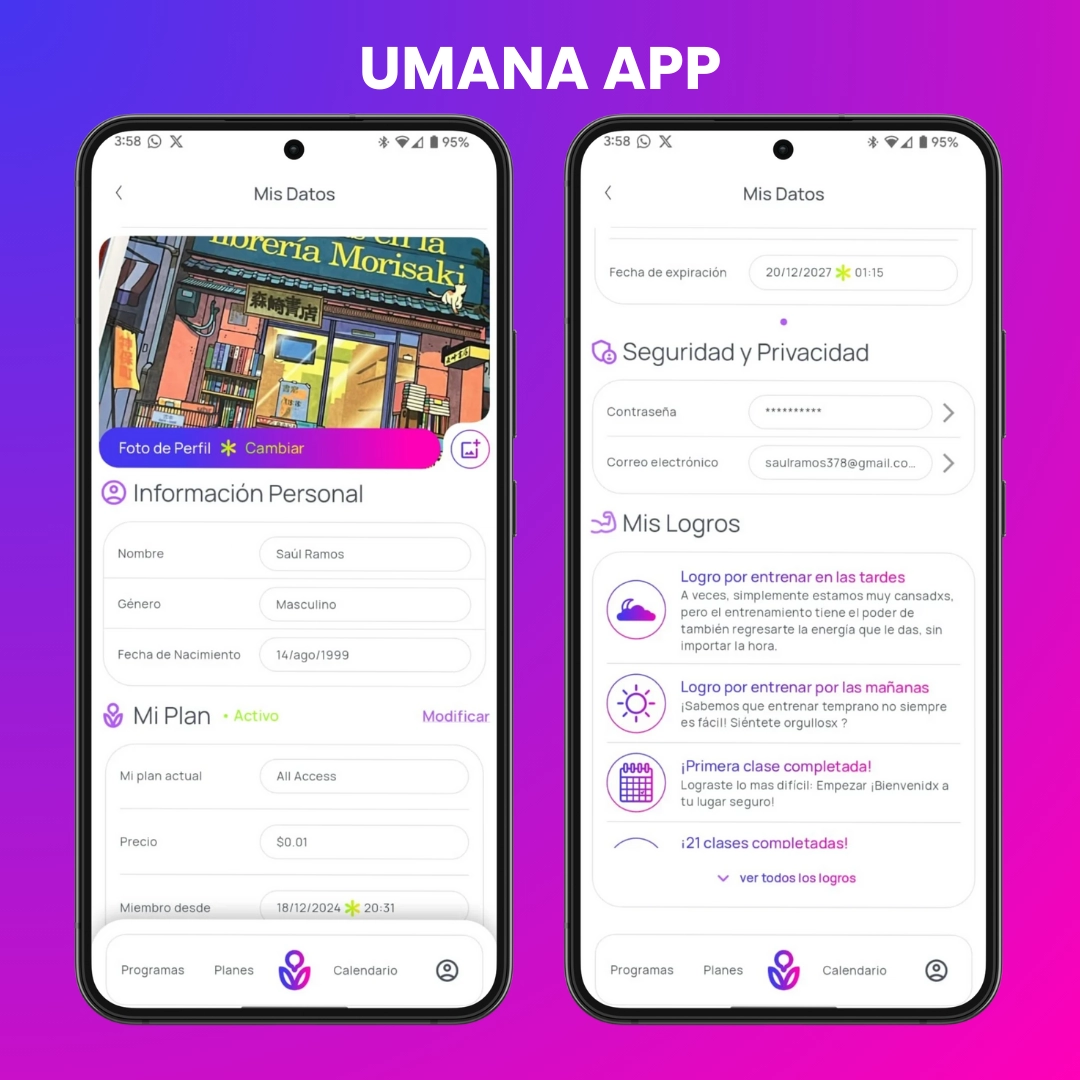 UMANA APP
3:58
95%
Mis Datos
librería Morisaki
森崎書店
Foto de Perfil * Cambiar
Información Personal
Nombre
Saúl Ramos
Género
Masculino
Fecha de Nacimiento
14/ago/1999
Mi Plan • Activo
Modificar
Mi plan actual
All Access
Precio
$0.01
Miembro desde
18/12/2024 * 20:31
Programas
Planes
Calendario
3:58
95%
Mis Datos
Fecha de expiración
20/12/2027 * 01:15
Seguridad y Privacidad
Contraseña
**********
Correo electrónico
saulramos378@gmail.co...
Mis Logros
Logro por entrenar en las tardes
A veces, simplemente estamos muy cansadxs,
pero el entrenamiento tiene el poder de
también regresarte la energía que le das, sin
importar la hora.
Logro por entrenar por las mañanas
¡Sabemos que entrenar temprano no siempre
es fácil! Siéntete orgullosx ?
¡Primera clase completada!
Lograste lo mas difícil: Empezar ¡Bienvenidx a
tu lugar seguro!
¡21 clases completadas!
ver todos los logros
Programas
Planes
Calendario